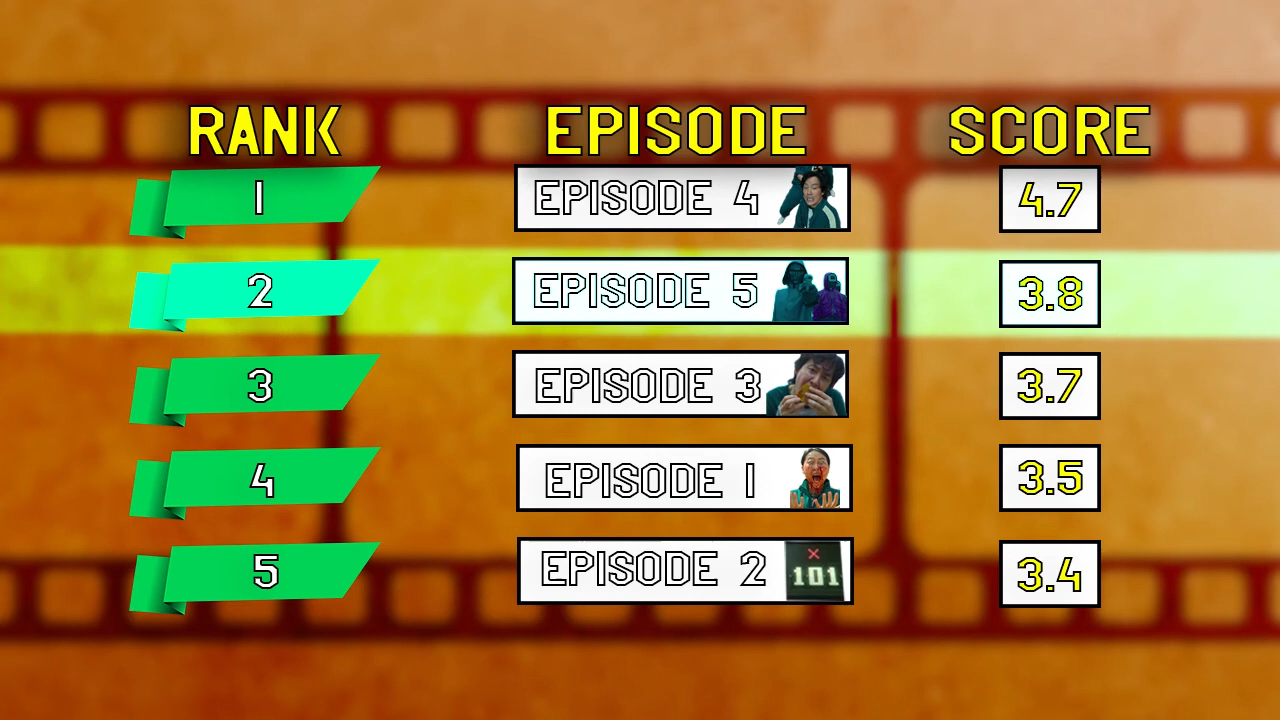 RANK EPISODE SCORE
1 EPISODE 4 4.7
2 EPISODE 5 3.8
3 EPISODE 3 3.7
4 EPISODE 1 3.5
5 EPISODE 2 X 101 3.4